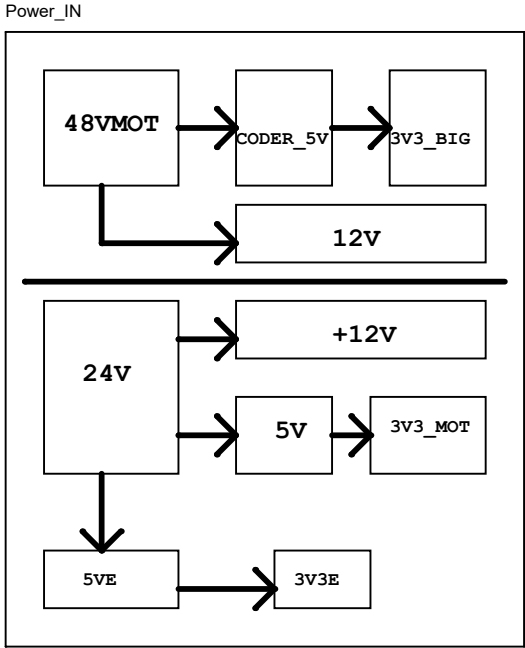 Power_IN
48VMOT
CODER_5V
3V3_BIG
12V
+12V
24V
5V
3V3_MOT
5VE
3V3E